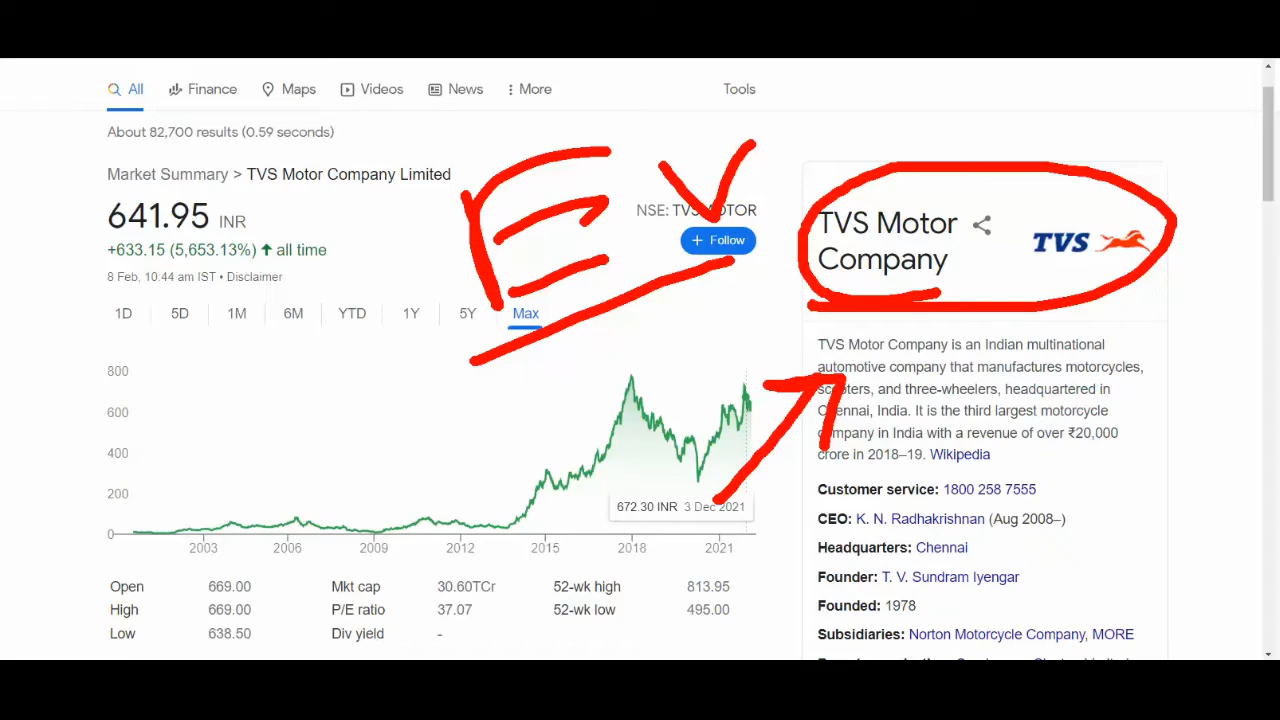 All Finance Maps Videos News More Tools
About 82,700 results (0.59 seconds)
Market Summary > TVS Motor Company Limited
641.95 INR
+633.15 (5,653.13%) all time
8 Feb, 10:44 am IST • Disclaimer
NSE: TVSMOTOR
+ Follow
EV
1D 5D 1M 6M YTD 1Y 5Y Max
800
600
400
200
0
672.30 INR 3 Dec 2021
2003 2006 2009 2012 2015 2018 2021
Open 669.00 Mkt cap 30.60TCr 52-wk high 813.95
High 669.00 P/E ratio 37.07 52-wk low 495.00
Low 638.50 Div yield -
TVS Motor
Company
TVS
TVS Motor Company is an Indian multinational
automotive company that manufactures motorcycles,
scooters, and three-wheelers, headquartered in
Chennai, India. It is the third largest motorcycle
company in India with a revenue of over ₹20,000
crore in 2018–19. Wikipedia
Customer service: 1800 258 7555
CEO: K. N. Radhakrishnan (Aug 2008–)
Headquarters: Chennai
Founder: T. V. Sundram Iyengar
Founded: 1978
Subsidiaries: Norton Motorcycle Company, MORE